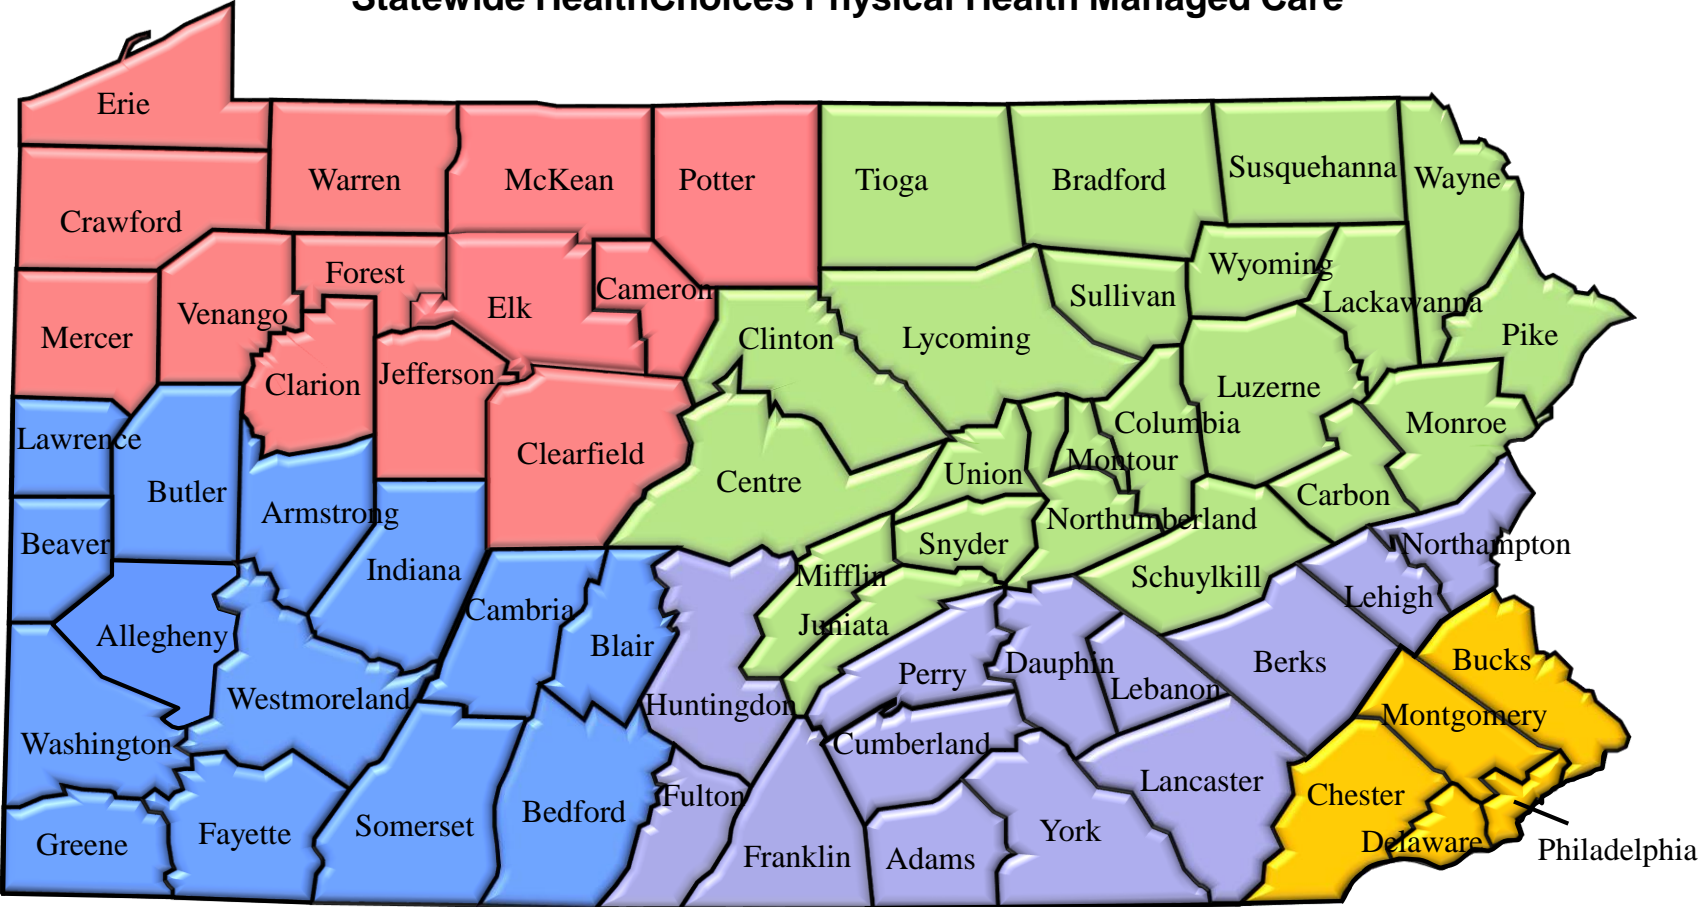 Statewide HealthChoices Physical Health Managed Care
Erie
Warren
McKean
Potter
Tioga
Bradford
Susquehanna
Wayne
Crawford
Forest
Cameron
Wyoming
Sullivan
Lackawanna
Mercer
Venango
Elk
Clinton
Lycoming
Pike
Clarion
Jefferson
Luzerne
Lawrence
Clearfield
Columbia
Monroe
Butler
Centre
Union
Montour
Carbon
Armstrong
Northumberland
Beaver
Snyder
Northampton
Indiana
Mifflin
Schuylkill
Lehigh
Cambria
Juniata
Allegheny
Blair
Perry
Dauphin
Berks
Bucks
Westmoreland
Huntingdon
Lebanon
Montgomery
Washington
Cumberland
Lancaster
Fulton
Chester
Bedford
Somerset
Fayette
York
Greene
Franklin
Adams
Delaware
Philadelphia